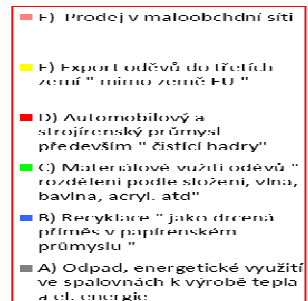 F) Prodej v maloobchdní síti
E) Export oděvů do třetích
zemí " mimo země EU "
D) Automobilový a
strojírenský průmysl
především " čistící hadry"
C) Materiálové využití oděvů "
rozdělení podle složení, vlna,
bavlna, acryl. atd"
B) Recyklace " jako drcená
příměs v papírenském
průmyslu "
A) Odpad, energetické využití
ve spalovnách k výrobě tepla
a el. energie